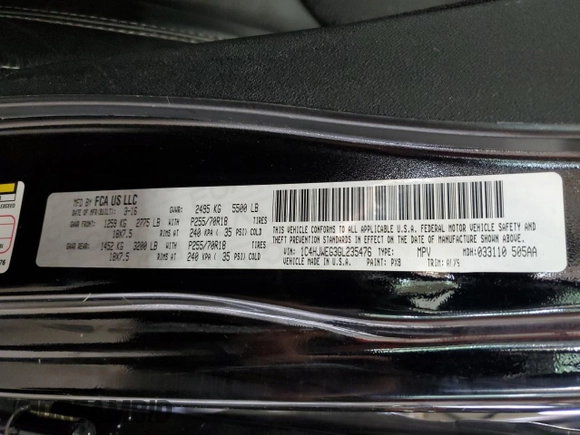 MFD BY FCA US LLC
DATE OF MFR(BUILT): 3-16 GVWR: 2495 KG 5500 LB
GAWR FRONT: 1259 KG 2775 LB WITH P255/70R18 TIRES
18X7.5 RIMS AT 240 KPA ( 35 PSI) COLD
GAWR REAR: 1452 KG 3200 LB WITH P255/70R18 TIRES
18X7.5 RIMS AT 240 KPA ( 35 PSI) COLD
THIS VEHICLE CONFORMS TO ALL APPLICABLE U.S.A. FEDERAL MOTOR VEHICLE SAFETY AND
THEFT PREVENTION STANDARDS IN EFFECT ON THE DATE OF MANUFACTURE SHOWN ABOVE.
VIN: 1C4HJWEG3GL235476 TYPE: MPV MDH: 033110 505AA
VEHICLE MADE IN U.S.A. PAINT: PX8 TRIM: